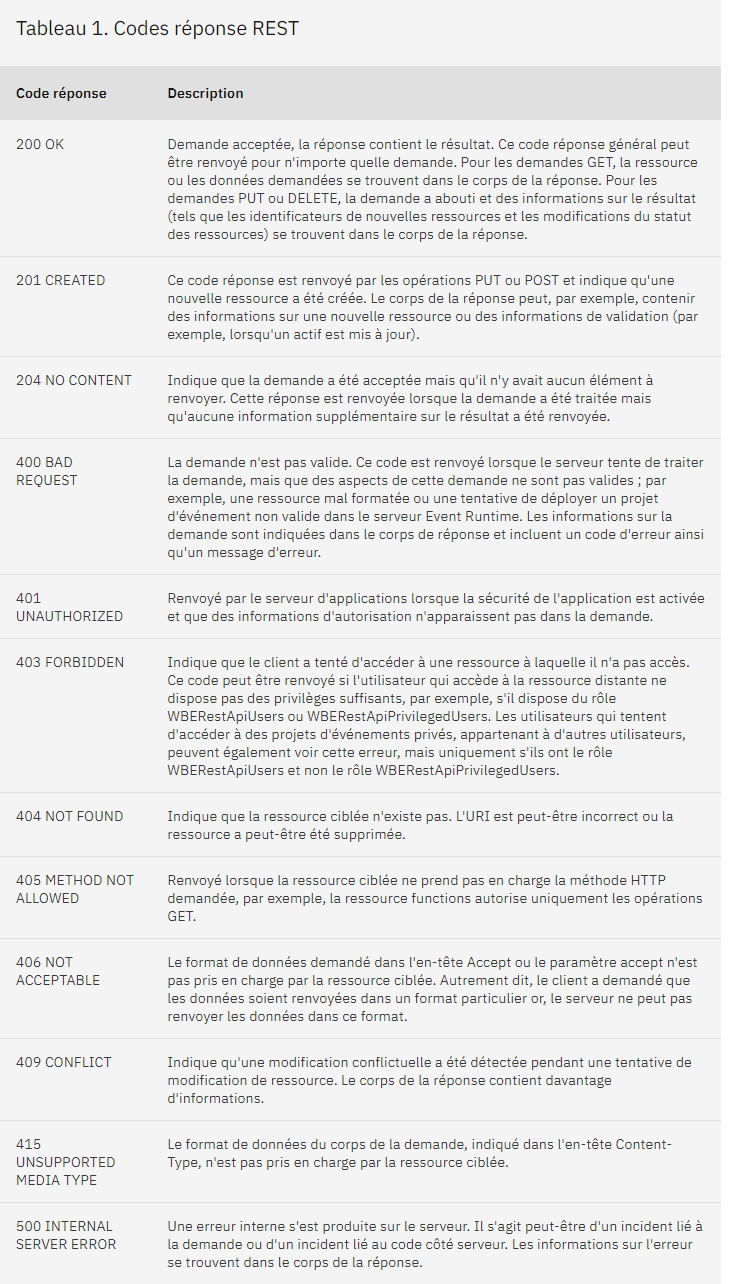 Tableau 1. Codes réponse REST
Code réponse Description
200 OK
Demande acceptée, la réponse contient le résultat. Ce code réponse général peut
être renvoyé pour n'importe quelle demande. Pour les demandes GET, la ressource
ou les données demandées se trouvent dans le corps de la réponse. Pour les
demandes PUT ou DELETE, la demande a abouti et des informations sur le résultat
(tels que les identificateurs de nouvelles ressources et les modifications du statut
des ressources) se trouvent dans le corps de la réponse.
201 CREATED
Ce code réponse est renvoyé par les opérations PUT ou POST et indique qu'une
nouvelle ressource a été créée. Le corps de la réponse peut, par exemple, contenir
des informations sur une nouvelle ressource ou des informations de validation (par
exemple, lorsqu'un actif est mis à jour).
204 NO CONTENT
Indique que la demande a été acceptée mais qu'il n'y avait aucun élément à
renvoyer. Cette réponse est renvoyée lorsque la demande a été traitée mais
qu'aucune information supplémentaire sur le résultat a été renvoyée.
400 BAD
REQUEST
La demande n'est pas valide. Ce code est renvoyé lorsque le serveur tente de traiter
la demande, mais que des aspects de cette demande ne sont pas valides ; par
exemple, une ressource mal formatée ou une tentative de déployer un projet
d'événement non valide dans le serveur Event Runtime. Les informations sur la
demande sont indiquées dans le corps de réponse et incluent un code d'erreur ainsi
qu'un message d'erreur.
401
UNAUTHORIZED
Renvoyé par le serveur d'applications lorsque la sécurité de l'application est activée
et que des informations d'autorisation n'apparaissent pas dans la demande.
403 FORBIDDEN
Indique que le client a tenté d'accéder à une ressource à laquelle il n'a pas accès.
Ce code peut être renvoyé si l'utilisateur qui accède à la ressource distante ne
dispose pas des privilèges suffisants, par exemple, s'il dispose du rôle
WBERestApiUsers ou WBERestApiPrivilegedUsers. Les utilisateurs qui tentent
d'accéder à des projets d'événements privés, appartenant à d'autres utilisateurs,
peuvent également voir cette erreur, mais uniquement s'ils ont le rôle
WBERestApiUsers et non le rôle WBERestApiPrivilegedUsers.
404 NOT FOUND
Indique que la ressource ciblée n'existe pas. L'URI est peut-être incorrect ou la
ressource a peut-être été supprimée.
405 METHOD NOT
ALLOWED
Renvoyé lorsque la ressource ciblée ne prend pas en charge la méthode HTTP
demandée, par exemple, la ressource functions autorise uniquement les opérations
GET.
406 NOT
ACCEPTABLE
Le format de données demandé dans l'en-tête Accept ou le paramètre accept n'est
pas pris en charge par la ressource ciblée. Autrement dit, le client a demandé que
les données soient renvoyées dans un format particulier or, le serveur ne peut pas
renvoyer les données dans ce format.
409 CONFLICT
Indique qu'une modification conflictuelle a été détectée pendant une tentative de
modification de ressource. Le corps de la réponse contient davantage
d'informations.
415
UNSUPPORTED
MEDIA TYPE
Le format de données du corps de la demande, indiqué dans l'en-tête Content-
Type, n'est pas pris en charge par la ressource ciblée.
500 INTERNAL
SERVER ERROR
Une erreur interne s'est produite sur le serveur. Il s'agit peut-être d'un incident lié à
la demande ou d'un incident lié au code côté serveur. Les informations sur l'erreur
se trouvent dans le corps de la réponse.